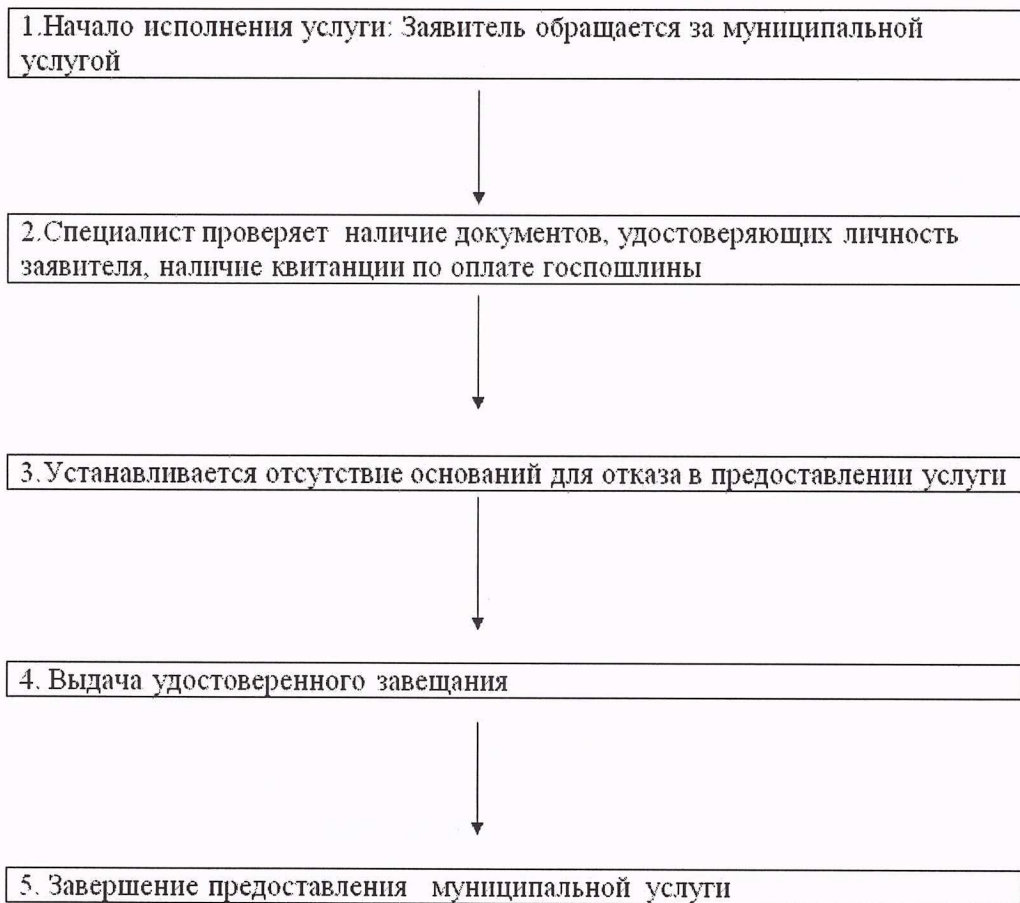 1.Начало исполнения услуги: Заявитель обращается за муниципальной
услугой
2.Специалист проверяет наличие документов, удостоверяющих личность
заявителя, наличие квитанции по оплате госпошлины
3.Устанавливается отсутствие оснований для отказа в предоставлении услуги
4. Выдача удостоверенного завещания
5. Завершение предоставления муниципальной услуги